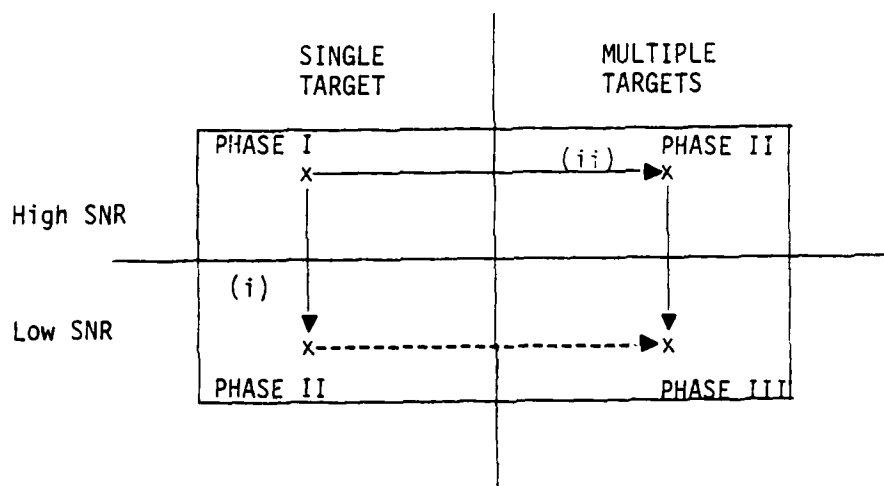 SINGLE
TARGET
MULTIPLE
TARGETS
PHASE I
(ii)
PHASE II
x
x
High SNR
(i)
Low SNR
x
x
PHASE II
PHASE III